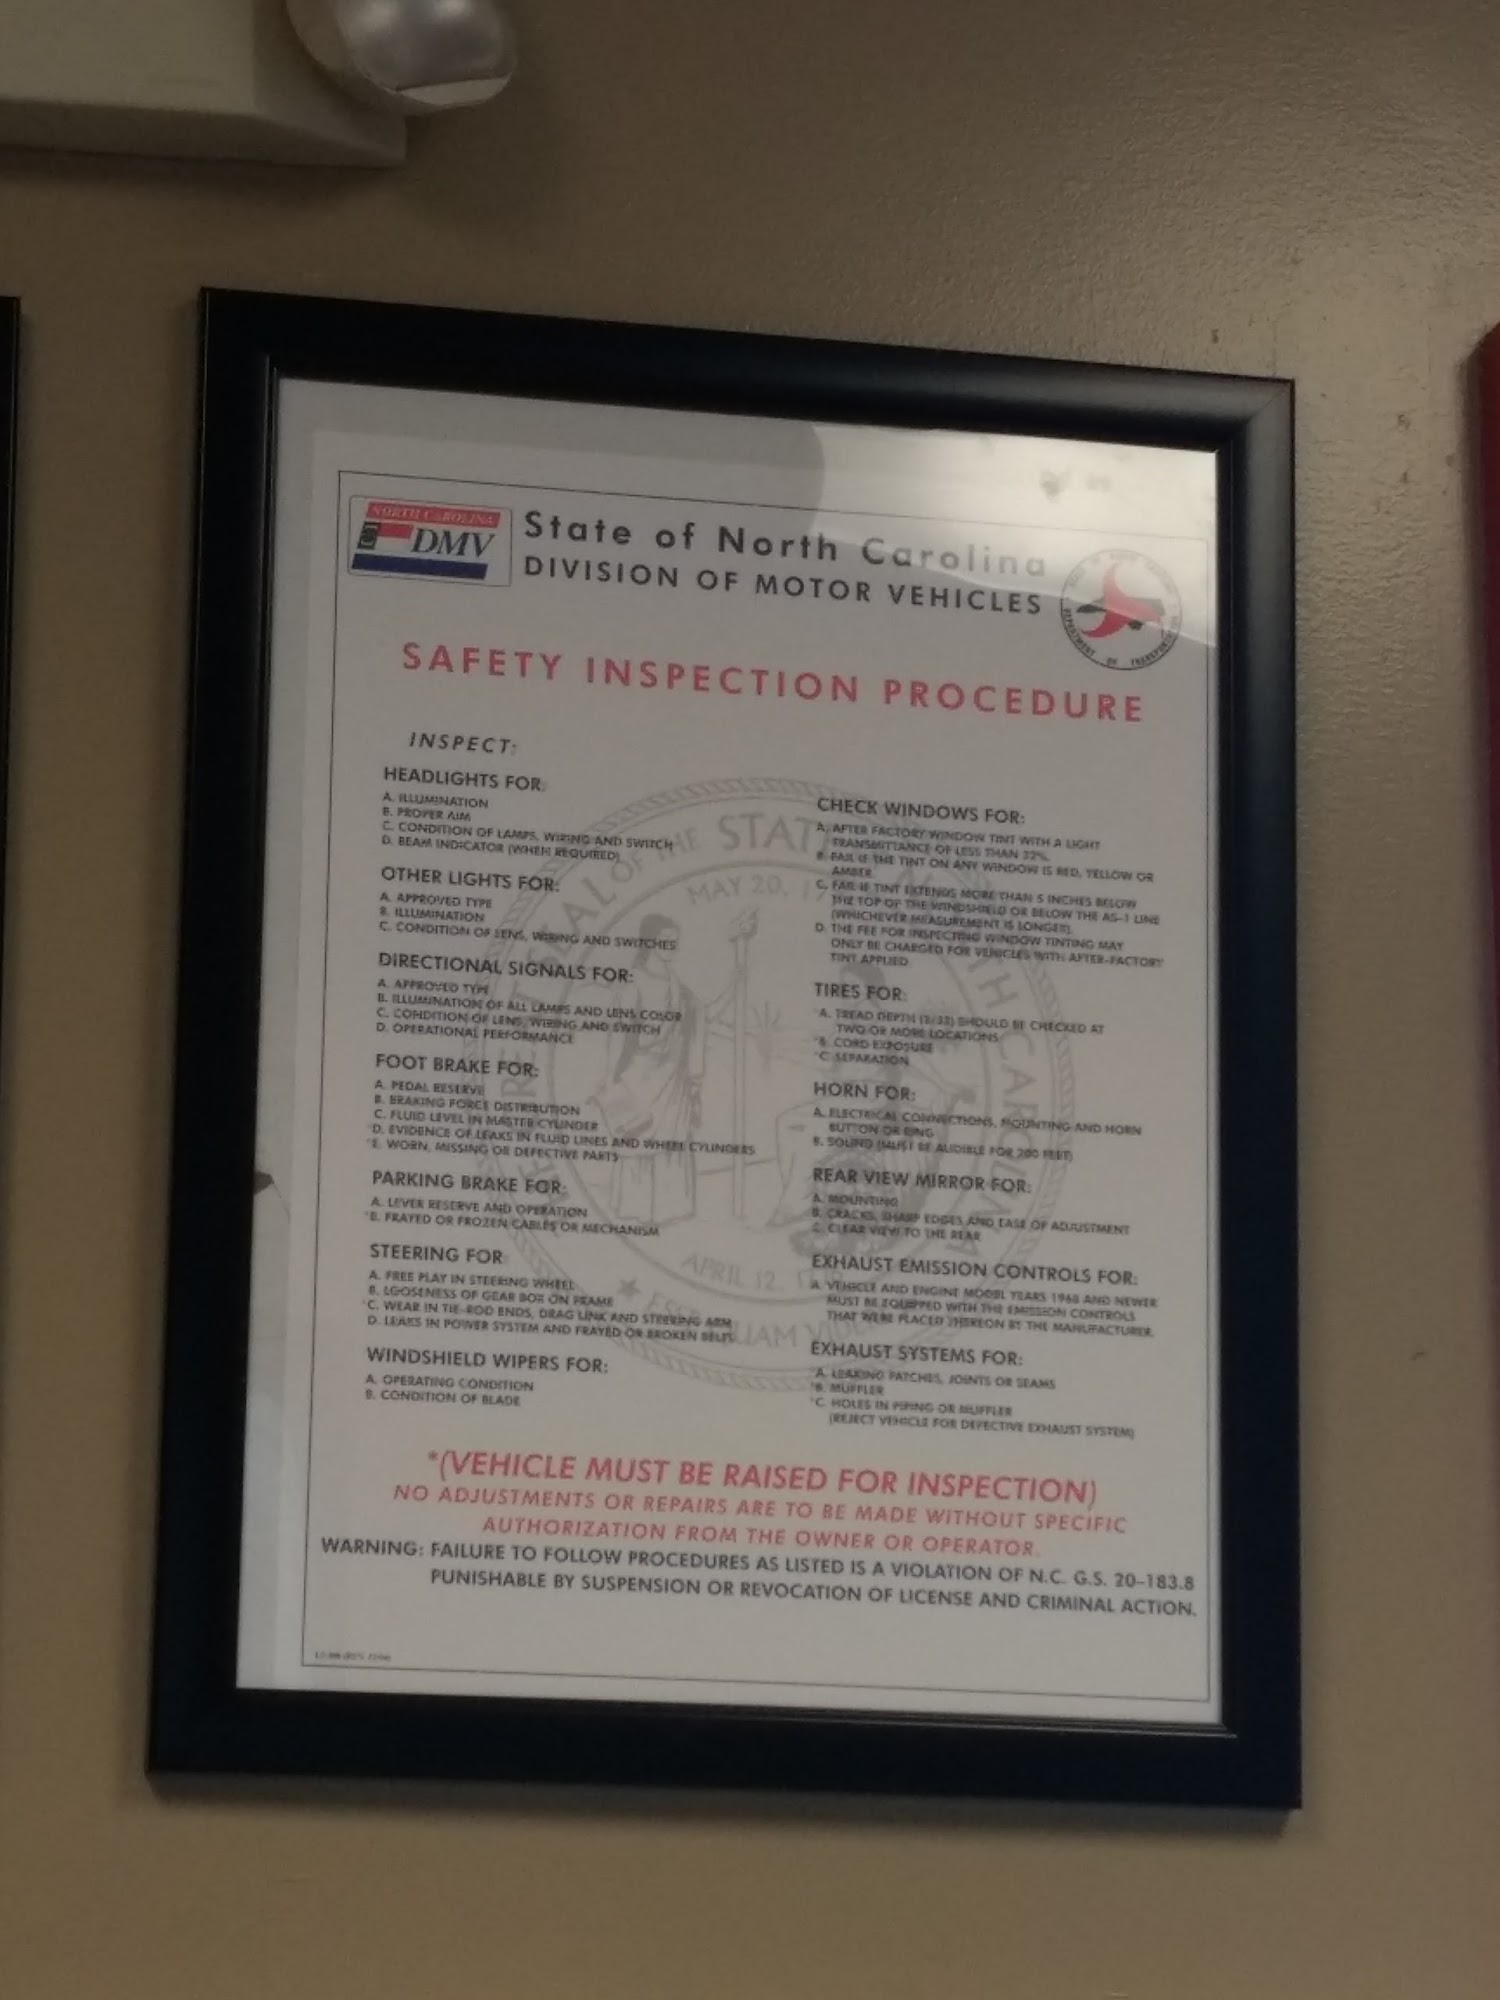 NORTH CAROLINA
DMV
State of North Carolina
DIVISION OF MOTOR VEHICLES
DEPARTMENT OF TRANSPORTATION
SAFETY INSPECTION PROCEDURE
INSPECT:
HEADLIGHTS FOR:
A. ILLUMINATION
B. PROPER AIM
C. CONDITION OF LAMPS, WIRING AND SWITCH
D. BEAM INDICATOR (WHEN REQUIRED)
OTHER LIGHTS FOR:
A. APPROVED TYPE
B. ILLUMINATION
C. CONDITION OF LENS, WIRING AND SWITCHES
DIRECTIONAL SIGNALS FOR:
A. APPROVED TYPE
B. ILLUMINATION OF ALL LAMPS AND LENS COLOR
C. CONDITION OF LENS, WIRING AND SWITCH
D. OPERATIONAL PERFORMANCE
FOOT BRAKE FOR:
A. PEDAL RESERVE
B. BRAKING FORCE DISTRIBUTION
C. FLUID LEVEL IN MASTER CYLINDER
*D. EVIDENCE OF LEAKS IN FLUID LINES AND WHEEL CYLINDERS
*E. WORN, MISSING OR DEFECTIVE PARTS
PARKING BRAKE FOR:
A. LEVER RESERVE AND OPERATION
*B. FRAYED OR FROZEN CABLES OR MECHANISM
STEERING FOR:
A. FREE PLAY IN STEERING WHEEL
B. LOOSENESS OF GEAR BOX ON FRAME
*C. WEAR IN TIE-ROD ENDS, DRAG LINK AND STEERING ARM
D. LEAKS IN POWER SYSTEM AND FRAYED OR BROKEN BELTS
WINDSHIELD WIPERS FOR:
A. OPERATING CONDITION
B. CONDITION OF BLADE
CHECK WINDOWS FOR:
A. AFTER FACTORY WINDOW TINT WITH A LIGHT
TRANSMITTANCE OF LESS THAN 32%.
B. FAIL IF THE TINT ON ANY WINDOW IS RED, YELLOW OR
AMBER
C. FAIL IF TINT EXTENDS MORE THAN 5 INCHES BELOW
THE TOP OF THE WINDSHIELD OR BELOW THE AS-1 LINE
(WHICHEVER MEASUREMENT IS LONGER).
D. THE FEE FOR INSPECTING WINDOW TINTING MAY
ONLY BE CHARGED FOR VEHICLES WITH AFTER-FACTORY
TINT APPLIED
TIRES FOR:
*A. TREAD DEPTH (2/32) SHOULD BE CHECKED AT
TWO OR MORE LOCATIONS
*B. CORD EXPOSURE
*C. SEPARATION
HORN FOR:
A. ELECTRICAL CONNECTIONS, MOUNTING AND HORN
BUTTON OR RING
B. SOUND (MUST BE AUDIBLE FOR 200 FEET)
REAR VIEW MIRROR FOR:
A. MOUNTING
B. CRACKS, SHARP EDGES AND EASE OF ADJUSTMENT
C. CLEAR VIEW TO THE REAR
EXHAUST EMISSION CONTROLS FOR:
A. VEHICLE AND ENGINE MODEL YEARS 1968 AND NEWER
MUST BE EQUIPPED WITH THE EMISSION CONTROLS
THAT WERE PLACED THEREON BY THE MANUFACTURER.
EXHAUST SYSTEMS FOR:
*A. LEAKING PATCHES, JOINTS OR SEAMS
*B. MUFFLER
*C. HOLES IN PIPING OR MUFFLER
(REJECT VEHICLE FOR DEFECTIVE EXHAUST SYSTEM)
*(VEHICLE MUST BE RAISED FOR INSPECTION)
NO ADJUSTMENTS OR REPAIRS ARE TO BE MADE WITHOUT SPECIFIC
AUTHORIZATION FROM THE OWNER OR OPERATOR.
WARNING: FAILURE TO FOLLOW PROCEDURES AS LISTED IS A VIOLATION OF N.C. G.S. 20-183.8
PUNISHABLE BY SUSPENSION OR REVOCATION OF LICENSE AND CRIMINAL ACTION.